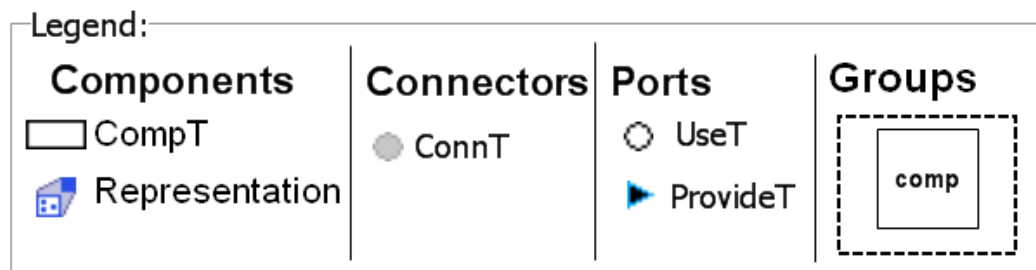 Legend:
Components
CompT
Representation
Connectors
ConnT
Ports
UseT
ProvideT
Groups
comp